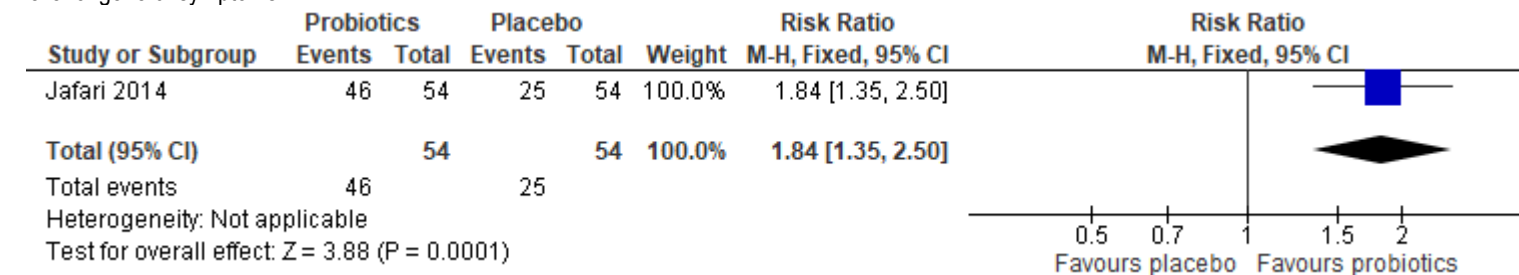 Probiotics Placebo Risk Ratio Risk Ratio
Study or Subgroup Events Total Events Total Weight M-H, Fixed, 95% CI M-H, Fixed, 95% CI
Jafari 2014 46 54 25 54 100.0% 1.84 [1.35, 2.50]
Total (95% CI) 54 54 100.0% 1.84 [1.35, 2.50]
Total events 46 25
Heterogeneity: Not applicable
Test for overall effect: Z = 3.88 (P = 0.0001)
0.5 0.7 1 1.5 2
Favours placebo Favours probiotics